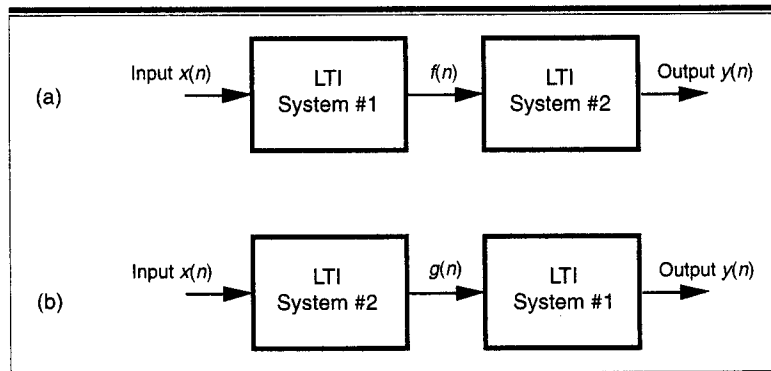 (a)
Input x(n)
LTI
System #1
f(n)
LTI
System #2
Output y(n)
(b)
Input x(n)
LTI
System #2
g(n)
LTI
System #1
Output y(n)